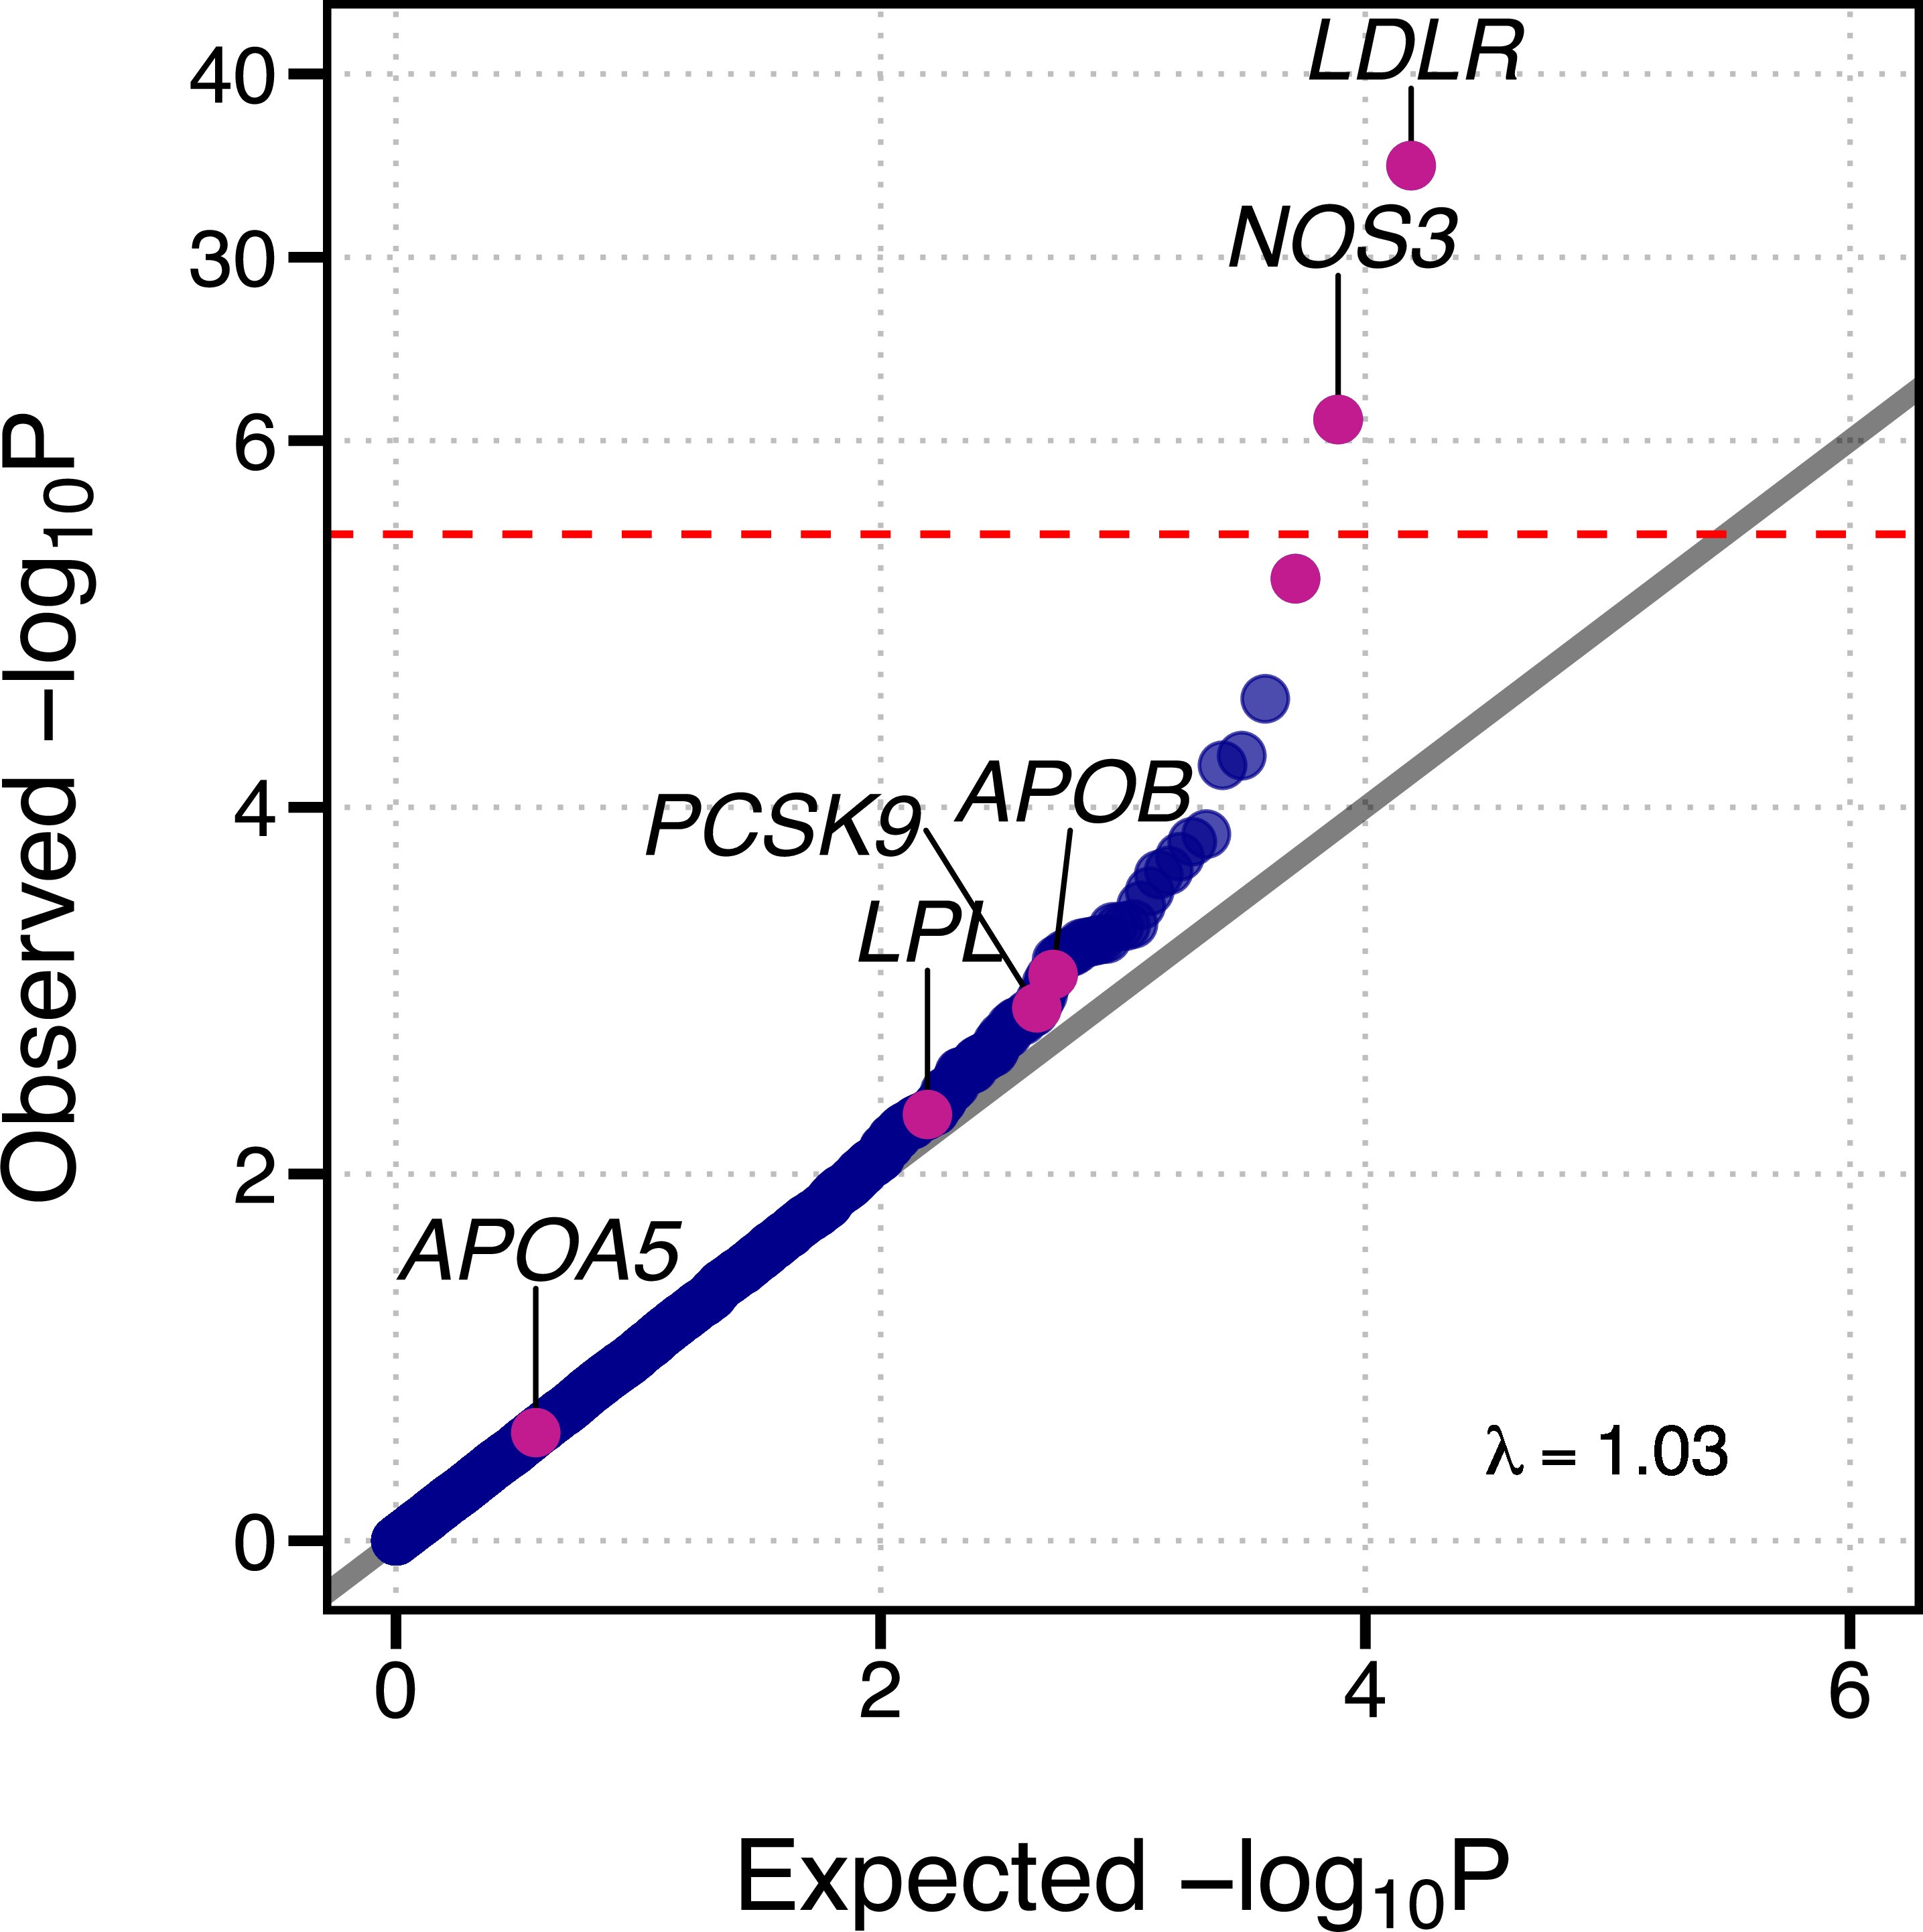 LDLR
40
NOS3
30
6
Observed −log10P
PCSK9
APOB
4
LPL
2
APOA5
λ = 1.03
0
0 2 4 6
Expected −log10P